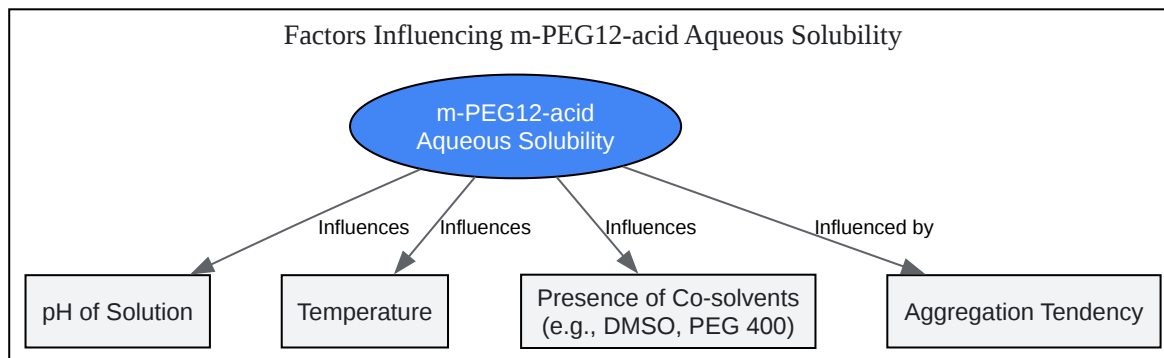 Factors Influencing m-PEG12-acid Aqueous Solubility
m-PEG12-acid
Aqueous Solubility
Influences
Influences
Influences
Influenced by
pH of Solution
Temperature
Presence of Co-solvents
(e.g., DMSO, PEG 400)
Aggregation Tendency